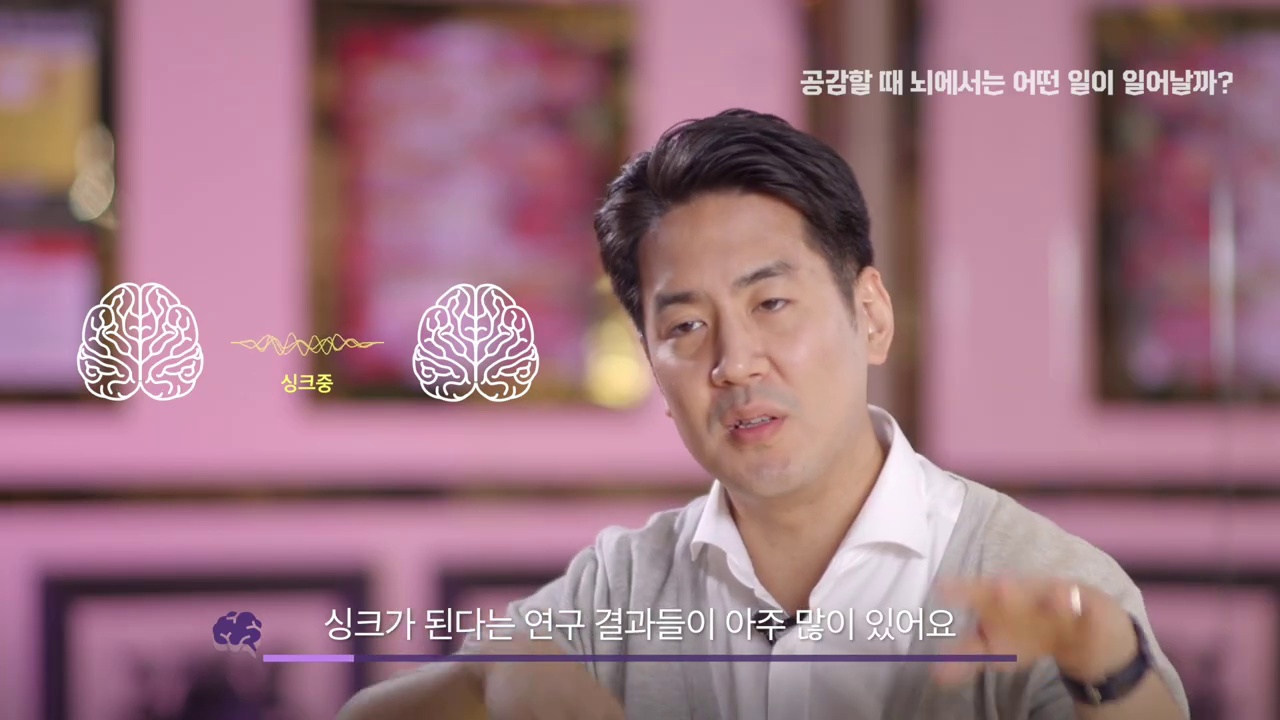 공감할 때 뇌에서는 어떤 일이 일어날까?
싱크중
싱크가 된다는 연구 결과들이 아주 많이 있어요